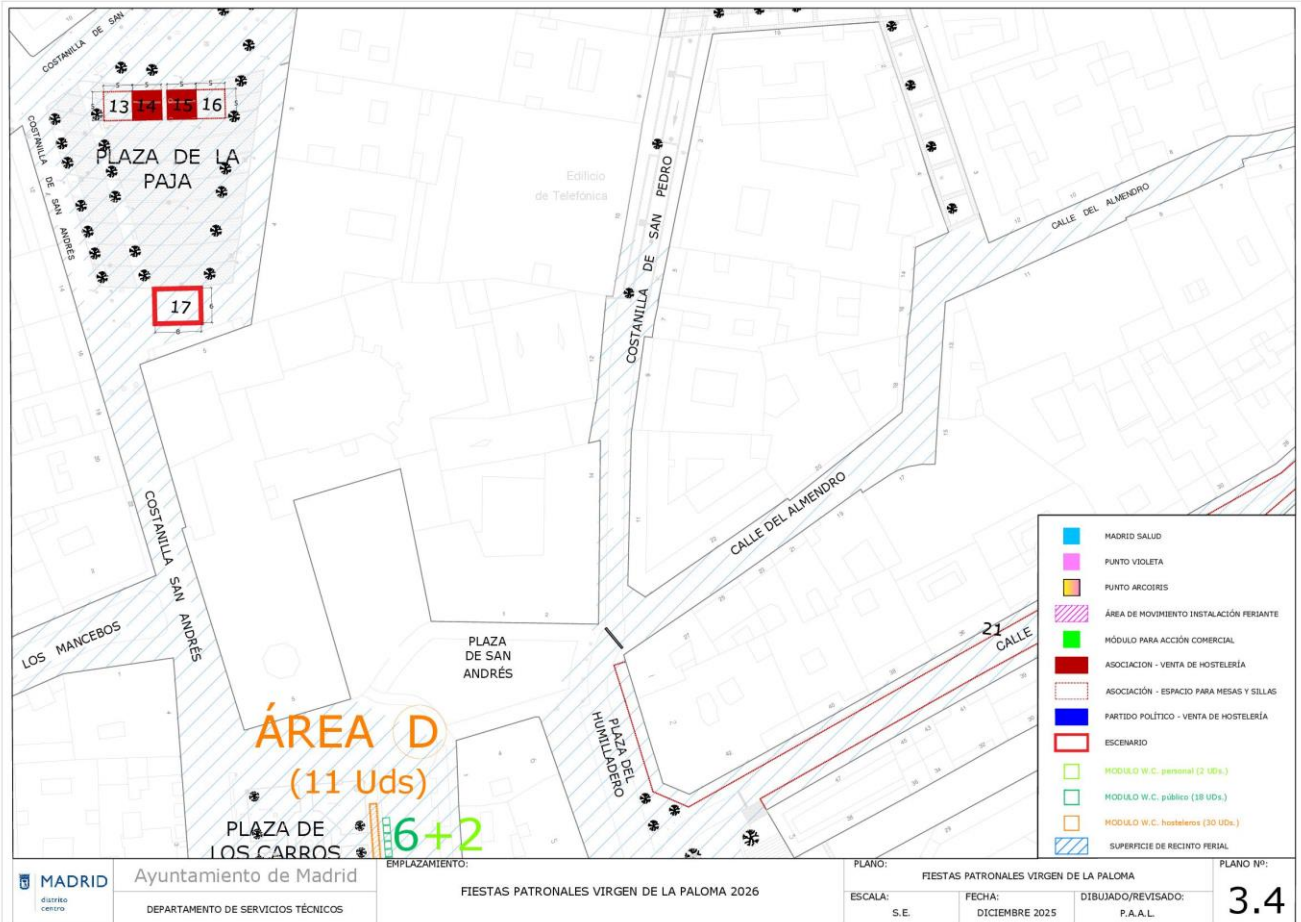 COSTANILLA DE SAN
5 5 5 5
13 14 15 16
PLAZA DE LA
PAJA
COSTANILLA DE SAN ANDRÉS
17
6
8
Edificio
de Telefónica
COSTANILLA DE SAN PEDRO
CALLE DEL ALMENDRO
CALLE DEL ALMENDRO
COSTANILLA SAN ANDRÉS
LOS MANCEBOS
PLAZA
DE SAN
ANDRÉS
PLAZA DEL
HUMILLADERO
21
CALLE
ÁREA D
(11 Uds)
PLAZA DE
LOS CARROS
6+2
MADRID SALUD
PUNTO VIOLETA
PUNTO ARCOIRIS
ÁREA DE MOVIMIENTO INSTALACIÓN FERIANTE
MÓDULO PARA ACCIÓN COMERCIAL
ASOCIACION - VENTA DE HOSTELERÍA
ASOCIACIÓN - ESPACIO PARA MESAS Y SILLAS
PARTIDO POLÍTICO - VENTA DE HOSTELERÍA
ESCENARIO
MODULO W.C. personal (2 UDs.)
MODULO W.C. público (18 UDs.)
MODULO W.C. hosteleros (30 UDs.)
SUPERFICIE DE RECINTO FERIAL
MADRID
distrito
centro
Ayuntamiento de Madrid
DEPARTAMENTO DE SERVICIOS TÉCNICOS
EMPLAZAMIENTO:
FIESTAS PATRONALES VIRGEN DE LA PALOMA 2026
PLANO:
FIESTAS PATRONALES VIRGEN DE LA PALOMA
ESCALA:
S.E.
FECHA:
DICIEMBRE 2025
DIBUJADO/REVISADO:
P.A.A.L.
PLANO Nº:
3.4